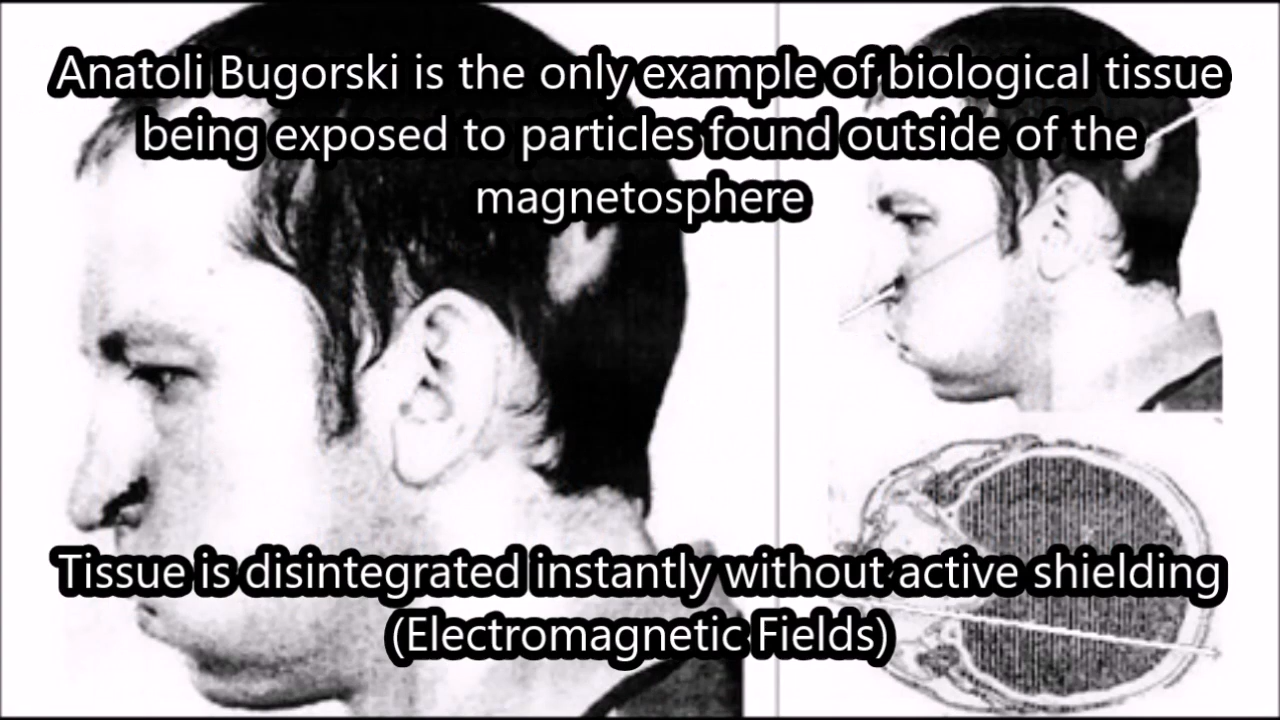 Anatoli Bugorski is the only example of biological tissue
being exposed to particles found outside of the
magnetosphere
Tissue is disintegrated instantly without active shielding
(Electromagnetic Fields)